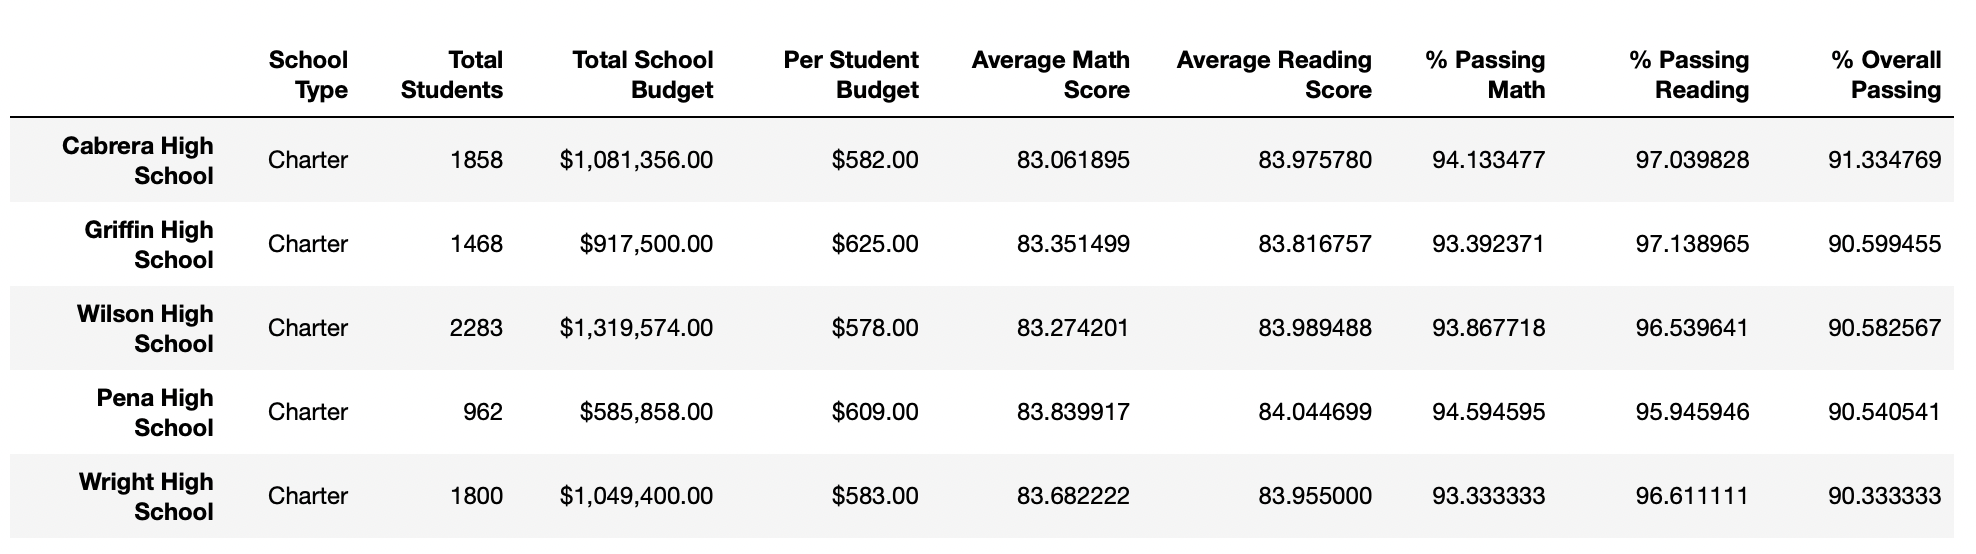 School Type Total Students Total School Budget Per Student Budget Average Math Score Average Reading Score % Passing Math % Passing Reading % Overall Passing
Cabrera High School Charter 1858 $1,081,356.00 $582.00 83.061895 83.975780 94.133477 97.039828 91.334769
Griffin High School Charter 1468 $917,500.00 $625.00 83.351499 83.816757 93.392371 97.138965 90.599455
Wilson High School Charter 2283 $1,319,574.00 $578.00 83.274201 83.989488 93.867718 96.539641 90.582567
Pena High School Charter 962 $585,858.00 $609.00 83.839917 84.044699 94.594595 95.945946 90.540541
Wright High School Charter 1800 $1,049,400.00 $583.00 83.682222 83.955000 93.333333 96.611111 90.333333